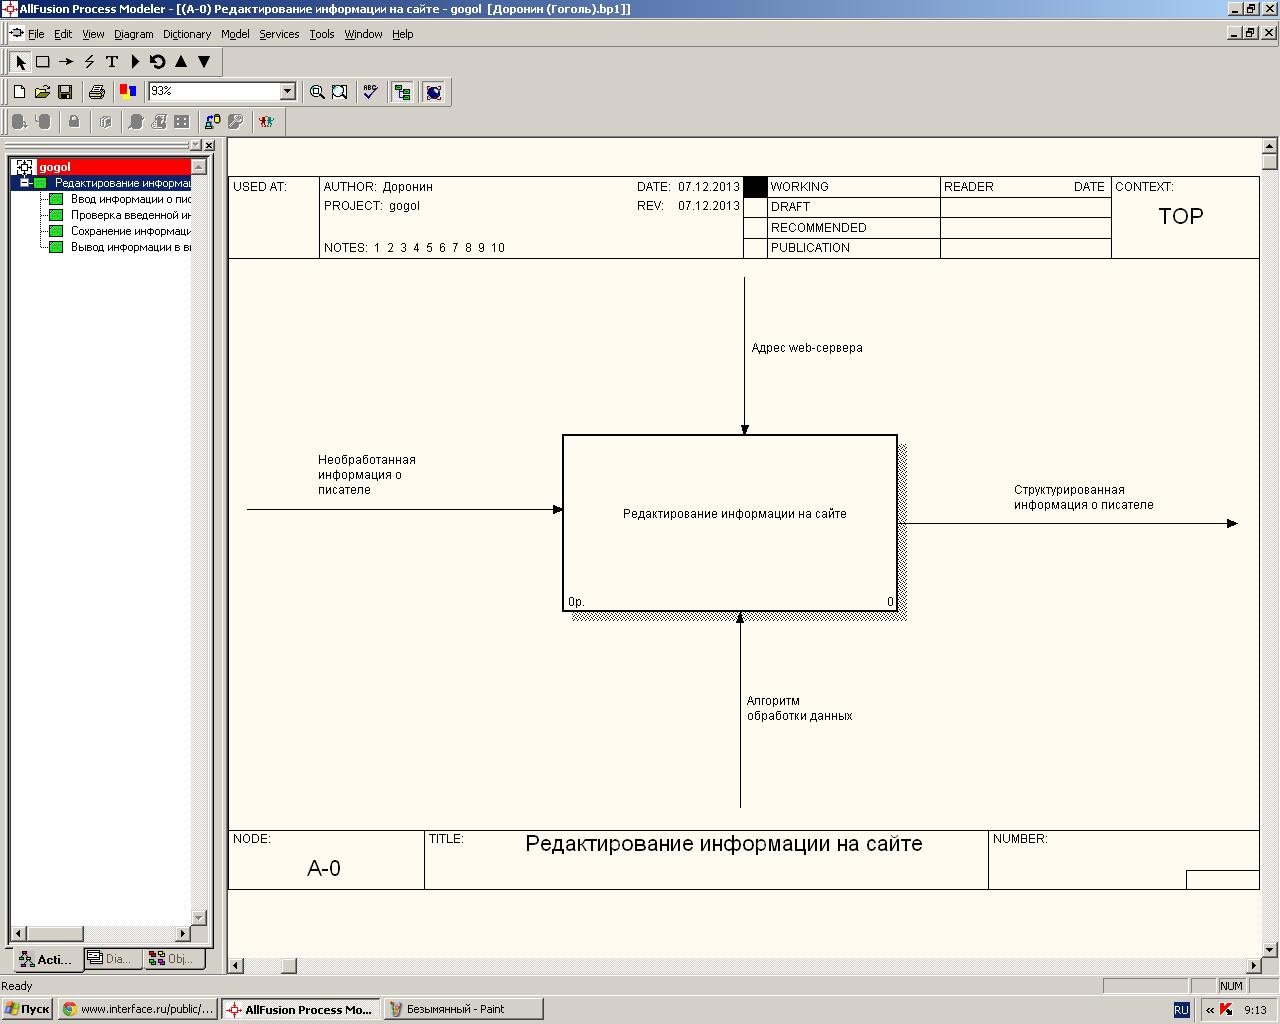 AllFusion Process Modeler - [(A-0) Редактирование информации на сайте - gogol  [Доронин (Гоголь).bp1]]
File Edit View Diagram Dictionary Model Services Tools Window Help
93%
gogol
Редактирование информац
Ввод информации о пис
Проверка введенной ин
Сохранение информаци
Вывод информации в в
Acti...
Dia...
Obj...
USED AT:
AUTHOR: Доронин
DATE: 07.12.2013
PROJECT: gogol
REV: 07.12.2013
NOTES: 1 2 3 4 5 6 7 8 9 10
WORKING
DRAFT
RECOMMENDED
PUBLICATION
READER DATE
CONTEXT:
TOP
Адрес web-сервера
Необработанная
информация о
писателе
Редактирование информации на сайте
0р. 0
Структурированная
информация о писателе
Алгоритм
обработки данных
NODE:
A-0
TITLE:
Редактирование информации на сайте
NUMBER:
Ready
NUM
Пуск
www.interface.ru/public/...
AllFusion Process Mo...
Безымянный - Paint
RU
9:13